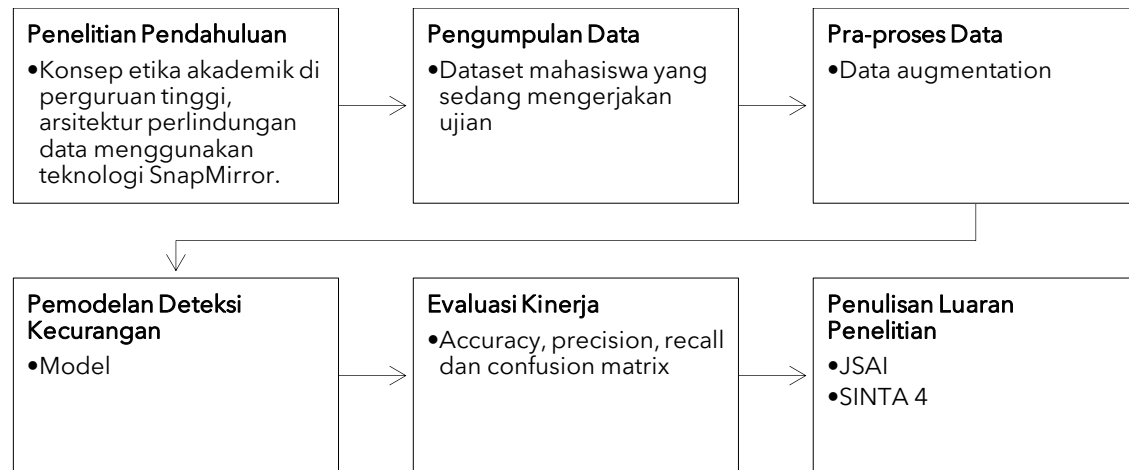 Penelitian Pendahuluan
•Konsep etika akademik di
perguruan tinggi,
arsitektur perlindungan
data menggunakan
teknologi SnapMirror.
Pengumpulan Data
•Dataset mahasiswa yang
sedang mengerjakan
ujian
Pra-proses Data
•Data augmentation
Pemodelan Deteksi
Kecurangan
•Model
Evaluasi Kinerja
•Accuracy, precision, recall
dan confusion matrix
Penulisan Luaran
Penelitian
•JSAI
•SINTA 4